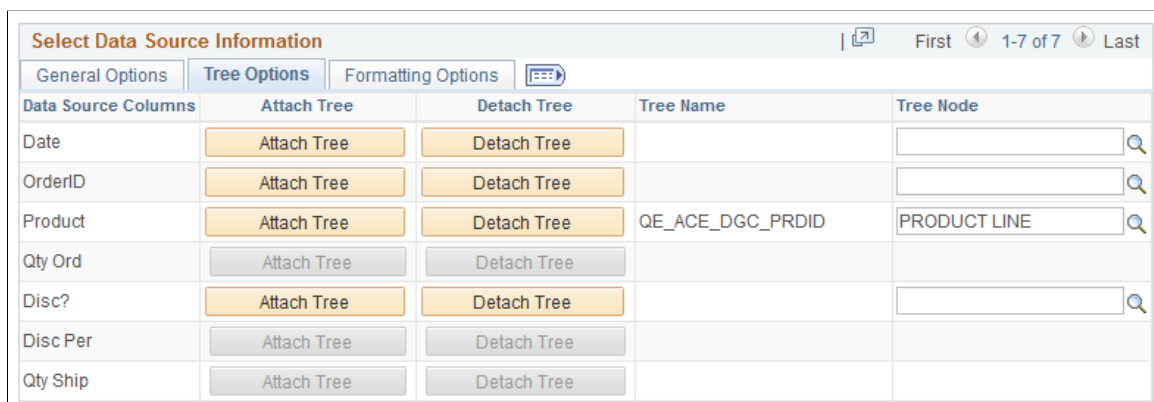 Select Data Source Information | First 1-7 of 7 Last
General Options Tree Options Formatting Options
Data Source Columns Attach Tree Detach Tree Tree Name Tree Node
Date Attach Tree Detach Tree
OrderID Attach Tree Detach Tree
Product Attach Tree Detach Tree QE_ACE_DGC_PRDID PRODUCT LINE
Qty Ord Attach Tree Detach Tree
Disc? Attach Tree Detach Tree
Disc Per Attach Tree Detach Tree
Qty Ship Attach Tree Detach Tree